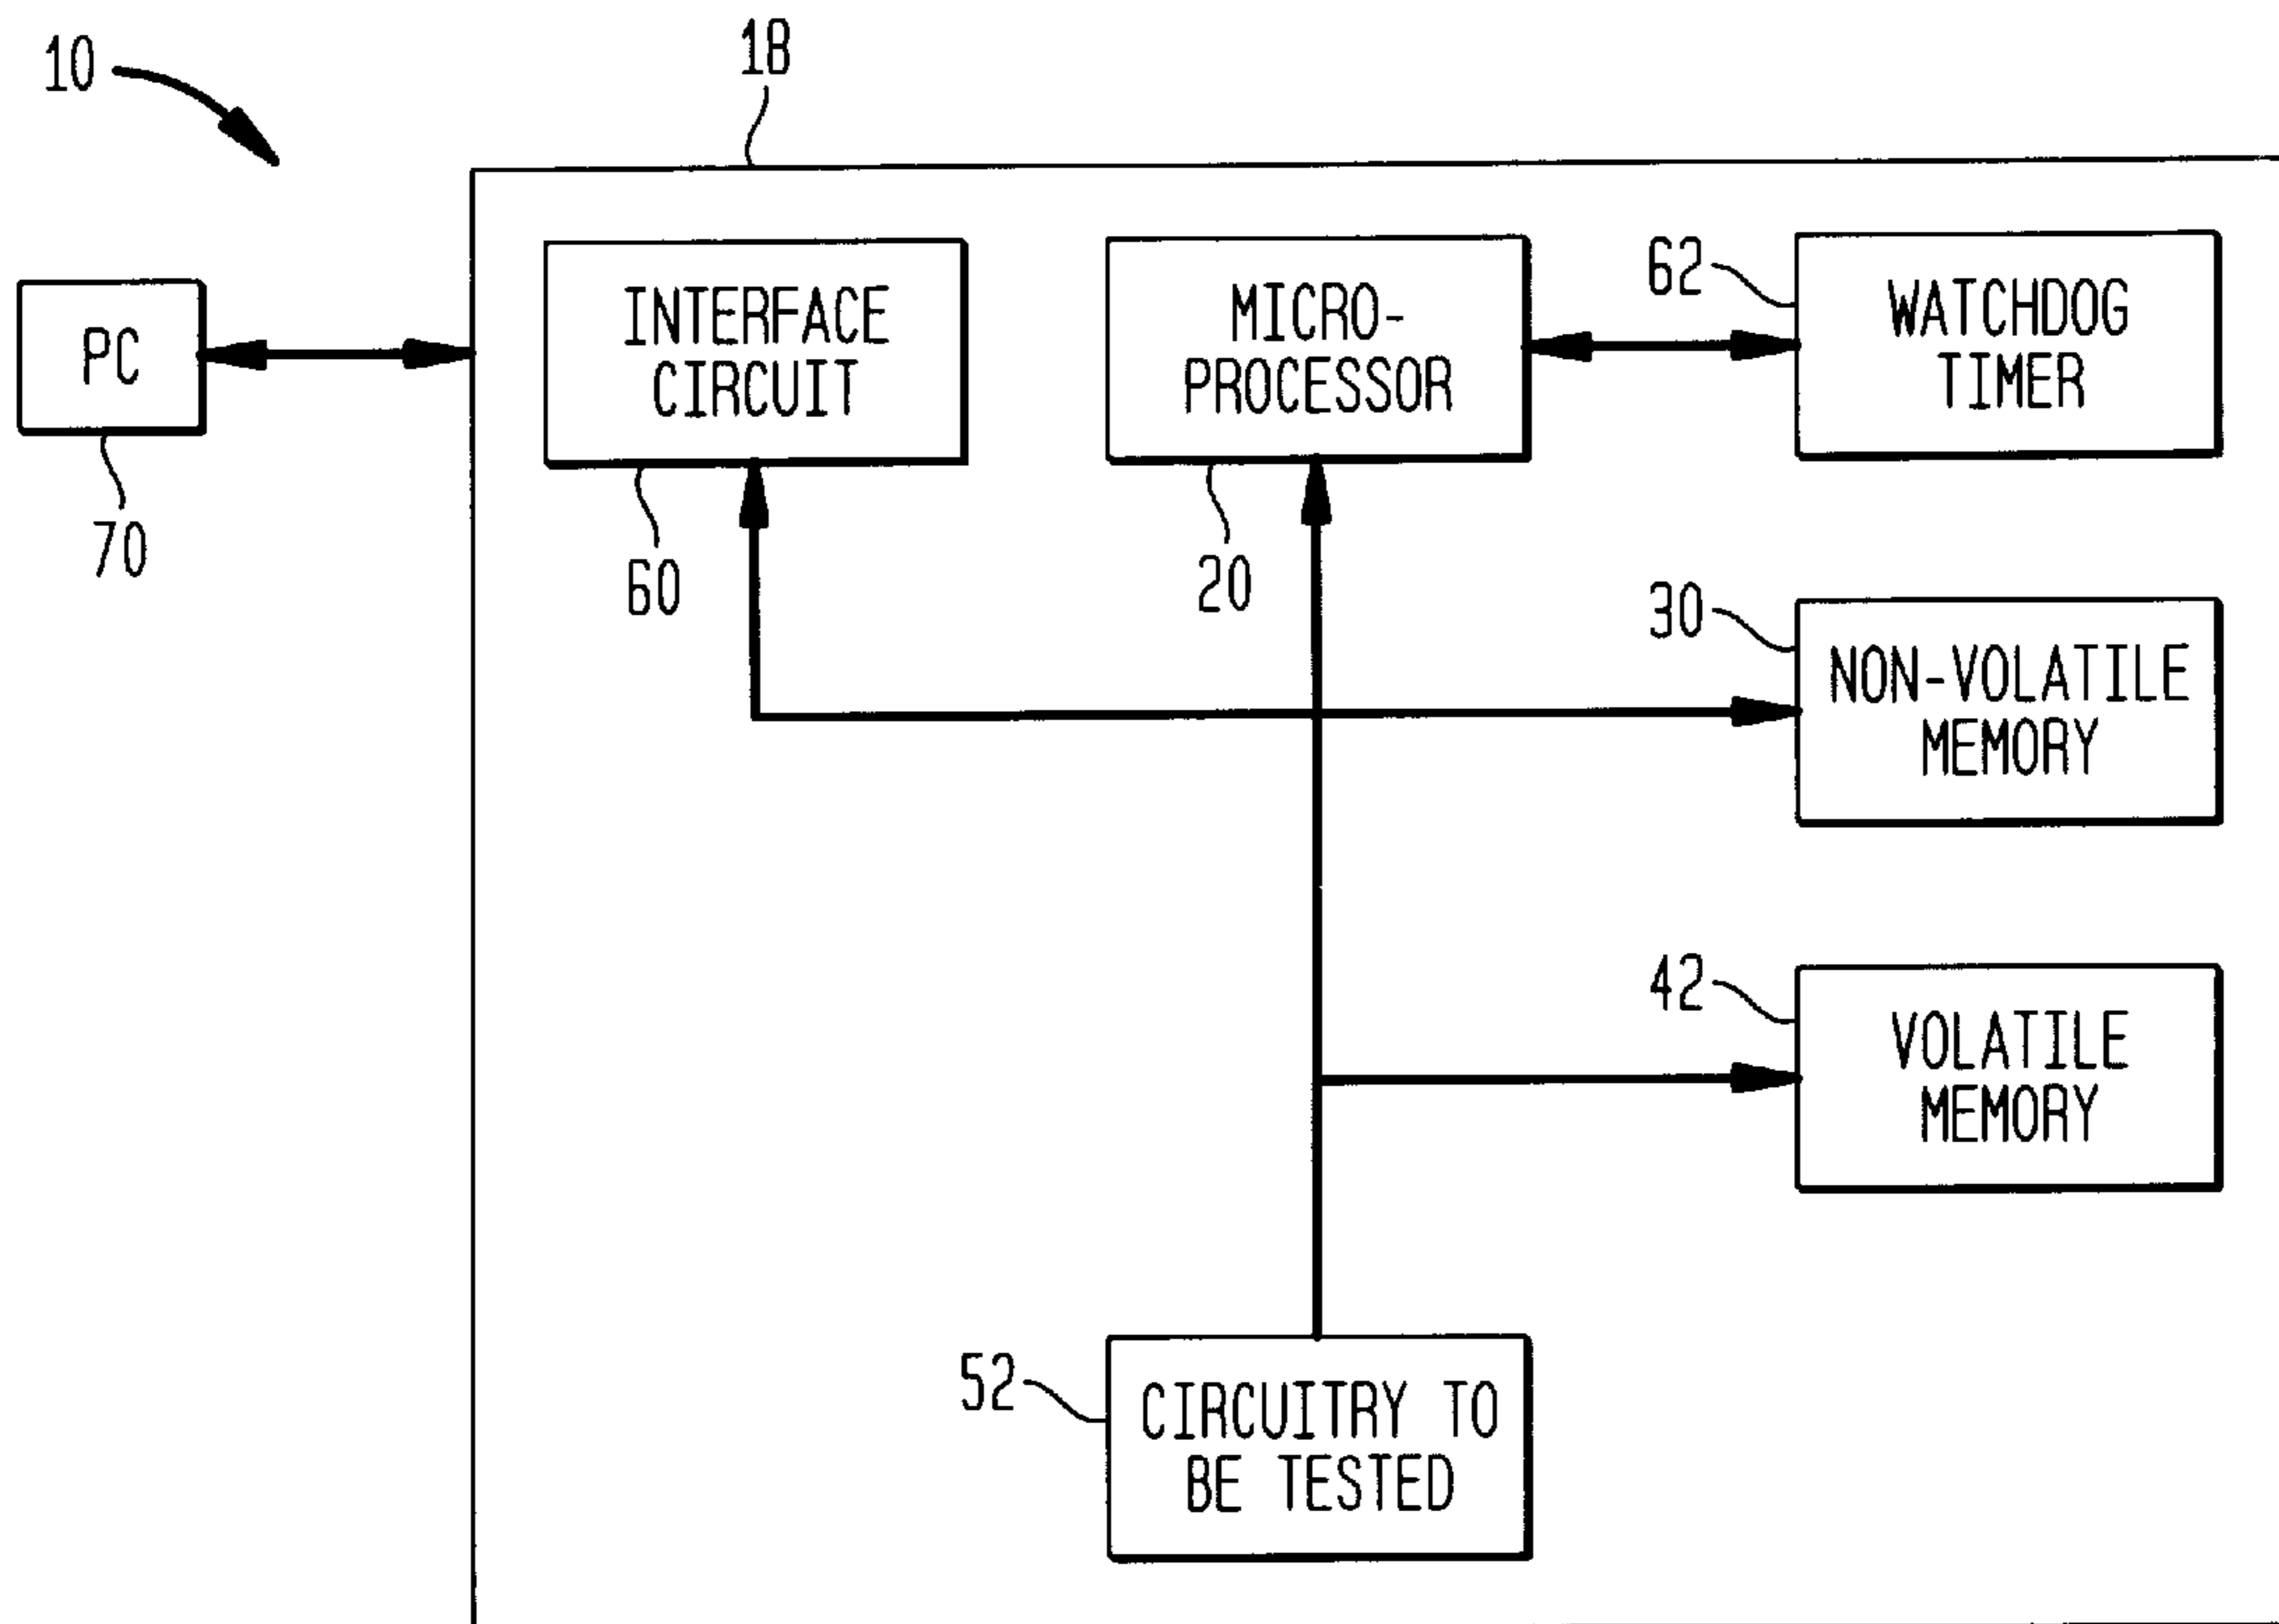 10
18
PC
70
INTERFACE
CIRCUIT
60
MICRO-
PROCESSOR
20
62
WATCHDOG
TIMER
30
NON-VOLATILE
MEMORY
42
VOLATILE
MEMORY
52
CIRCUITRY TO
BE TESTED